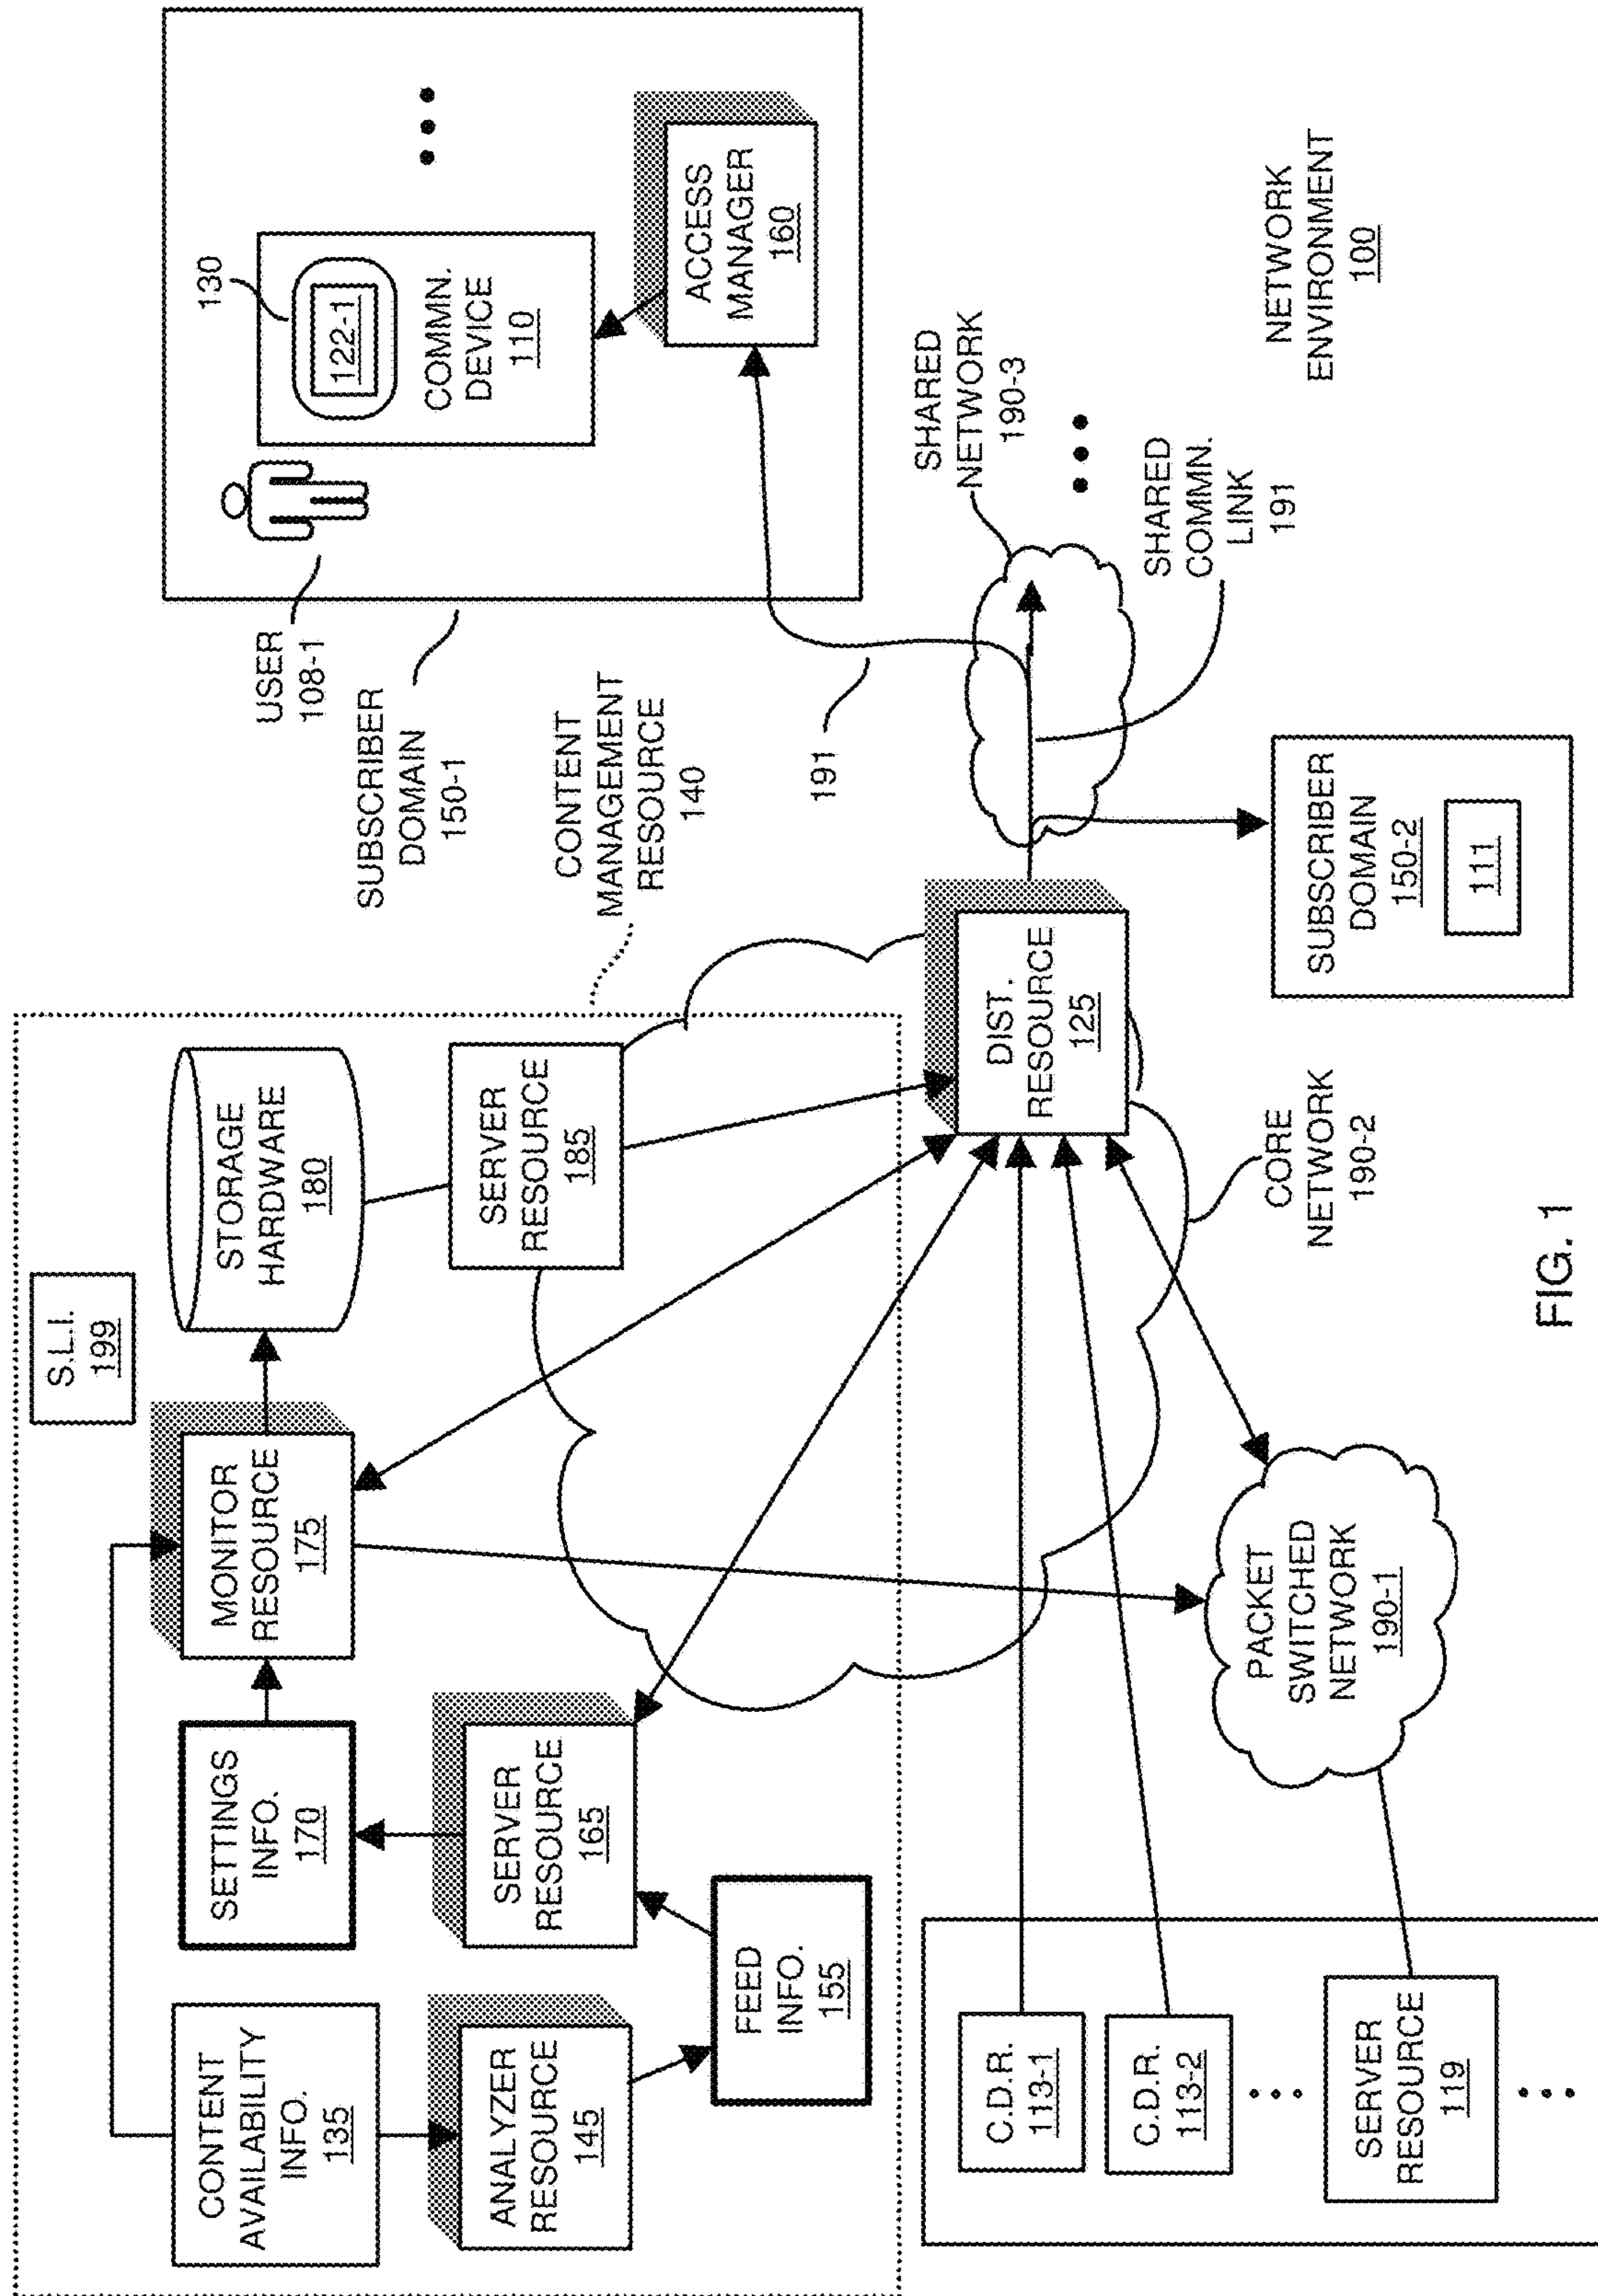 CONTENT
AVAILABILITY
INFO.
135
SETTINGS
INFO.
170
MONITOR
RESOURCE
175
S.L.I.
199
STORAGE
HARDWARE
180
ANALYZER
RESOURCE
145
SERVER
RESOURCE
165
SERVER
RESOURCE
185
FEED
INFO.
155
CONTENT
MANAGEMENT
RESOURCE
140
USER
108-1
SUBSCRIBER
DOMAIN
150-1
130
122-1
COMMN.
DEVICE
110
ACCESS
MANAGER
160
191
C.D.R.
113-1
C.D.R.
113-2
SERVER
RESOURCE
119
PACKET
SWITCHED
NETWORK
190-1
CORE
NETWORK
190-2
DIST.
RESOURCE
125
SHARED
NETWORK
190-3
SHARED
COMMN.
LINK
191
SUBSCRIBER
DOMAIN
150-2
111
NETWORK
ENVIRONMENT
100
FIG. 1